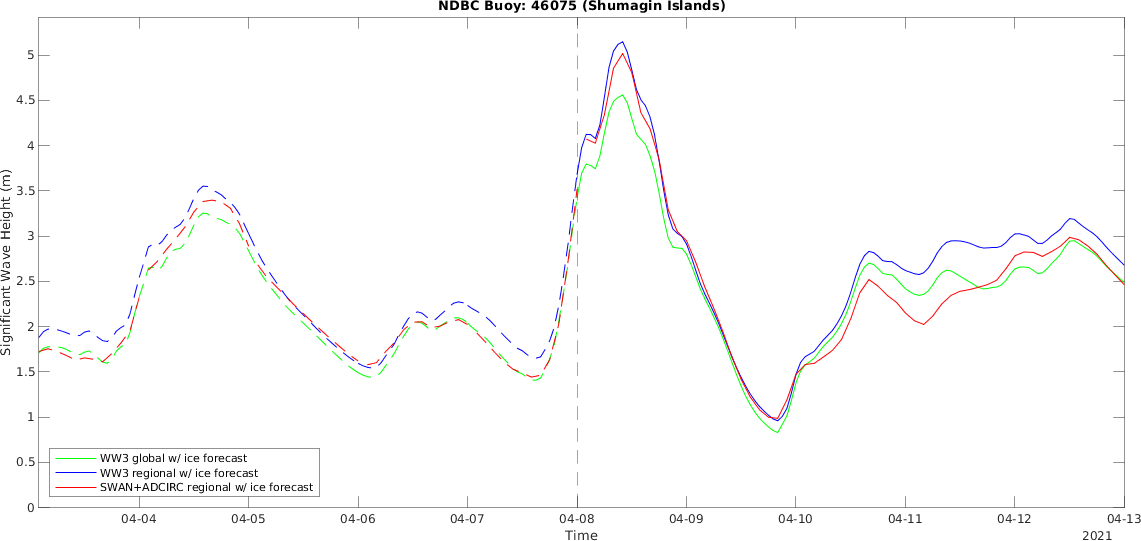 NDBC Buoy: 46075 (Shumagin Islands)
Significant Wave Height (m)
5
4.5
4
3.5
3
2.5
2
1.5
1
0.5
0
WW3 global w/ ice forecast
WW3 regional w/ ice forecast
SWAN+ADCIRC regional w/ ice forecast
04-04 04-05 04-06 04-07 04-08 04-09 04-10 04-11 04-12 04-13
Time
2021